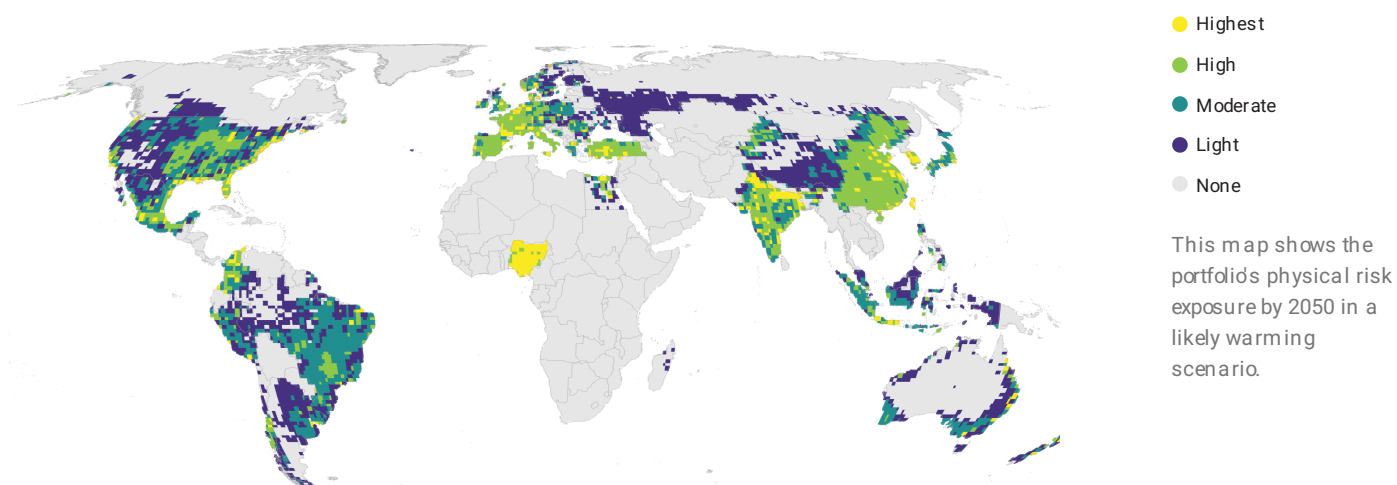 Highest
High
Moderate
Light
None
This map shows the
portfolio's physical risk
exposure by 2050 in a
likely warming
scenario.